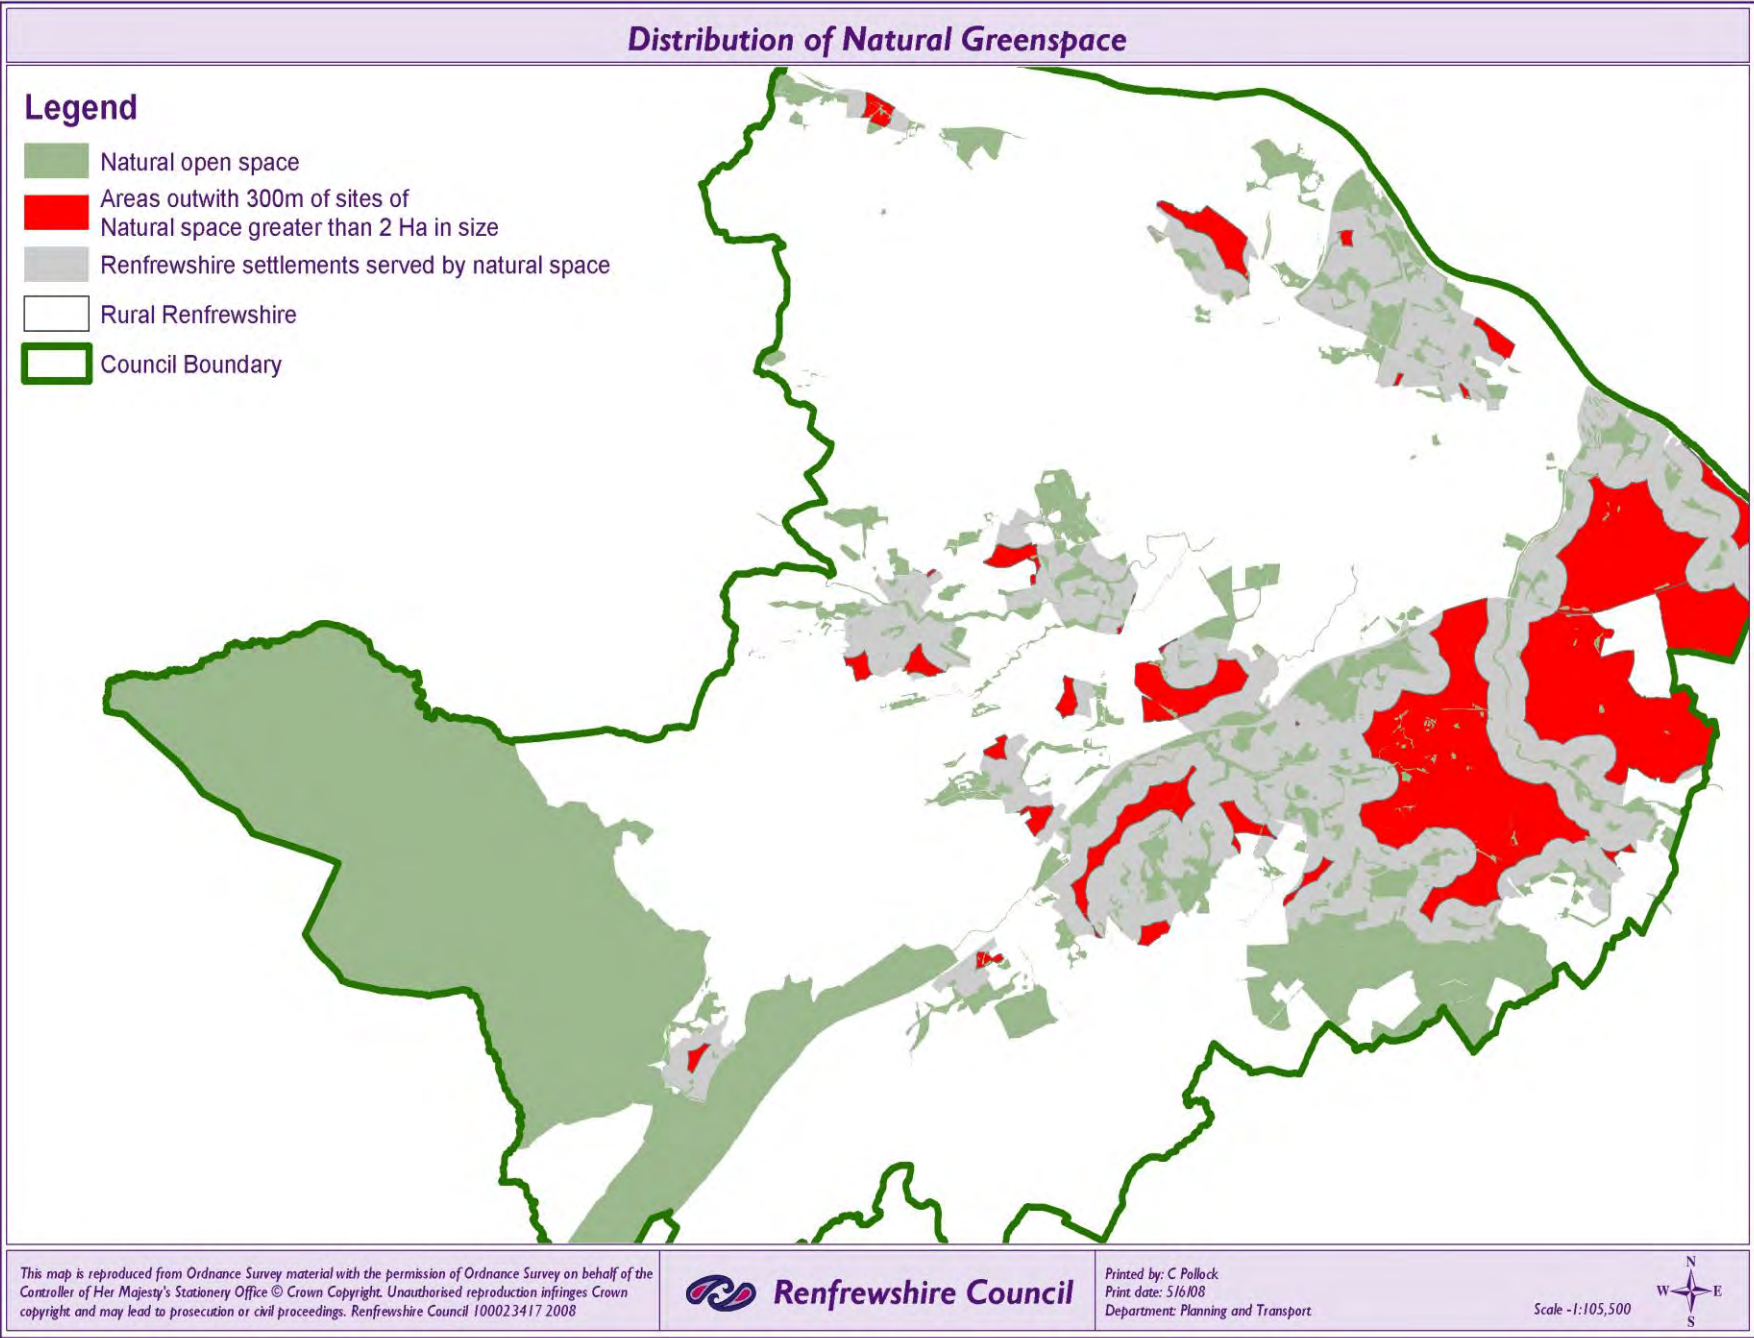 Distribution of Natural Greenspace
Legend
Natural open space
Areas outwith 300m of sites of
Natural space greater than 2 Ha in size
Renfrewshire settlements served by natural space
Rural Renfrewshire
Council Boundary
This map is reproduced from Ordnance Survey material with the permission of Ordnance Survey on behalf of the
Controller of Her Majesty's Stationery Office © Crown Copyright. Unauthorised reproduction infringes Crown
copyright and may lead to prosecution or civil proceedings. Renfrewshire Council 100023417 2008
Renfrewshire Council
Printed by: C Pollock
Print date: 5/6/08
Department: Planning and Transport
Scale -1:105,500
N
W E
S